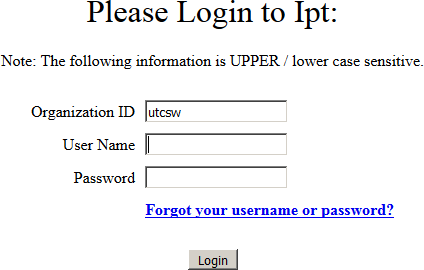 Please Login to Ipt:
Note: The following information is UPPER / lower case sensitive.
Organization ID utcsw
User Name
Password
Forgot your username or password?
Login